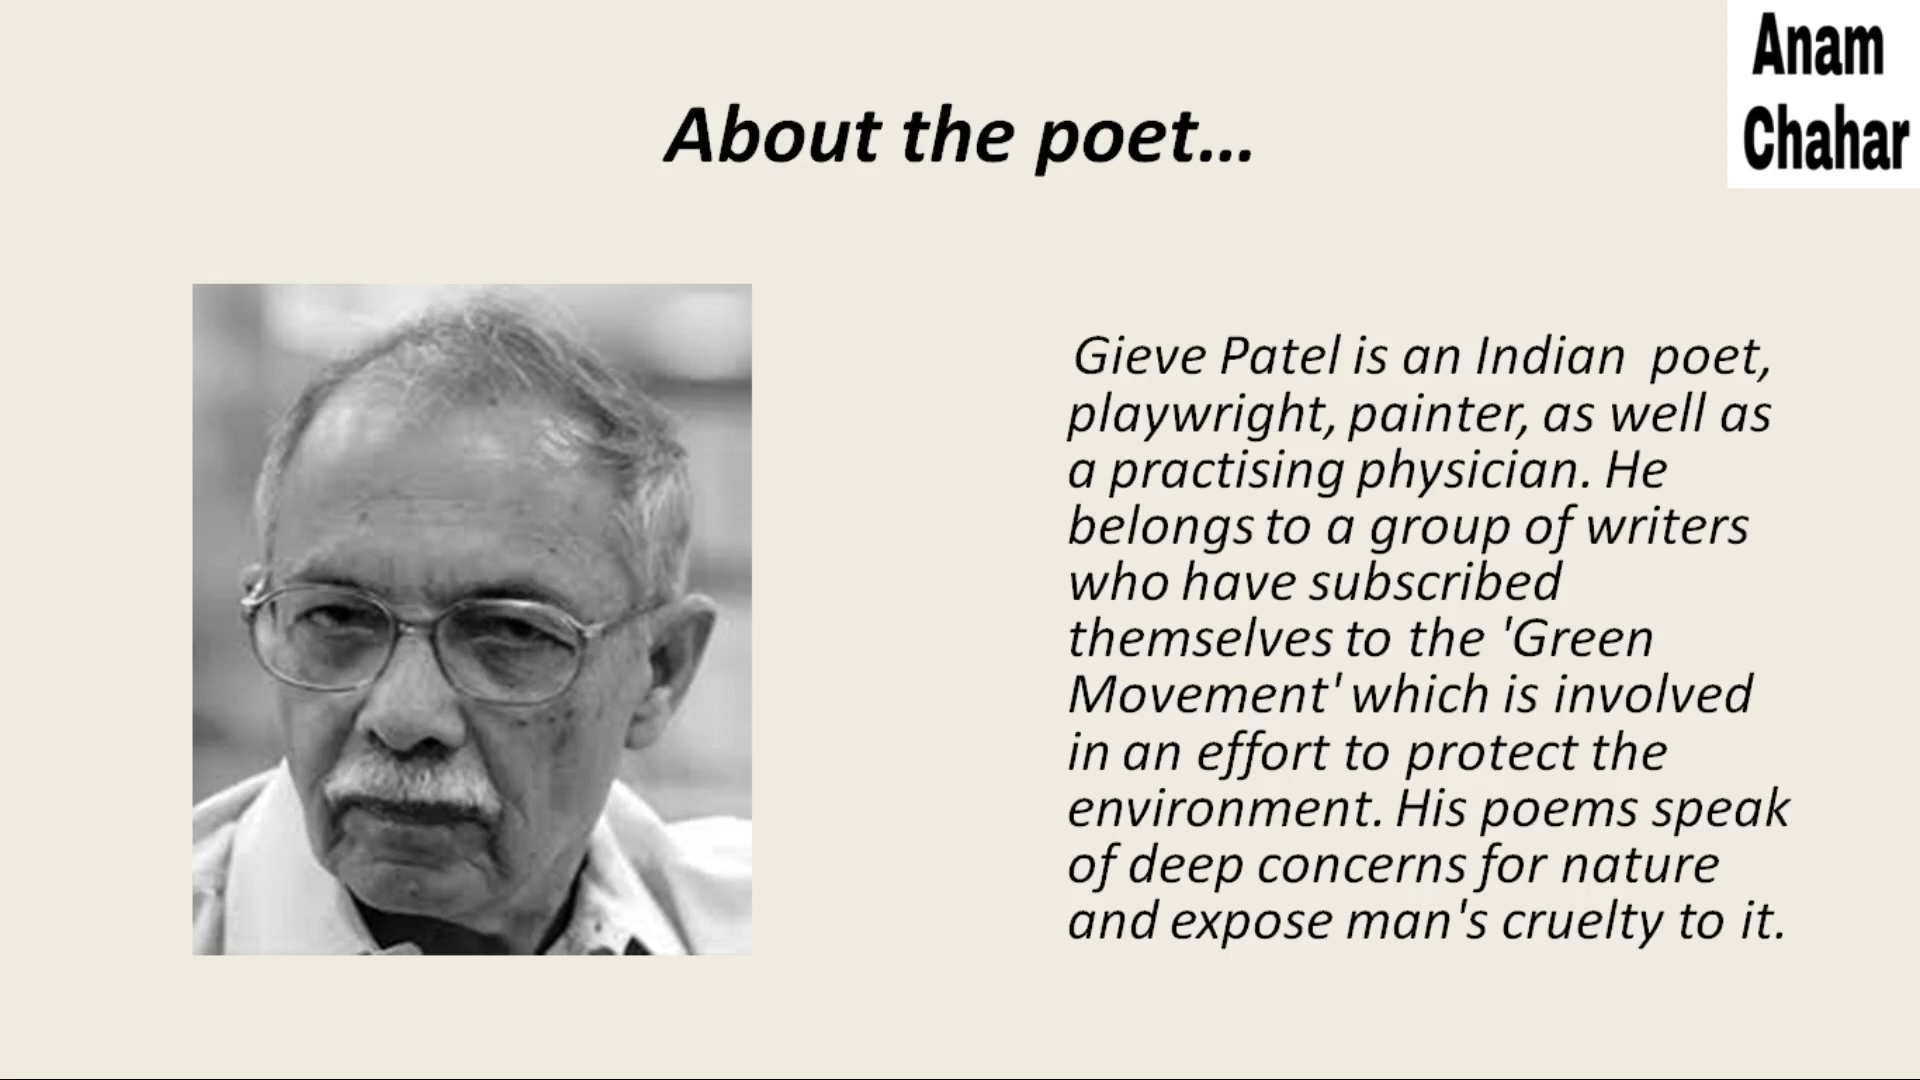 Anam
Chahar
About the poet...
Gieve Patel is an Indian poet,
playwright, painter, as well as
a practising physician. He
belongs to a group of writers
who have subscribed
themselves to the 'Green
Movement' which is involved
in an effort to protect the
environment. His poems speak
of deep concerns for nature
and expose man's cruelty to it.